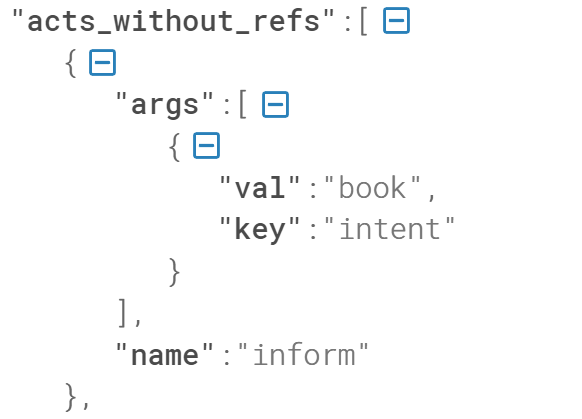 "acts_without_refs":[
{
"args":[
{
"val":"book",
"key":"intent"
}
],
"name":"inform"
},